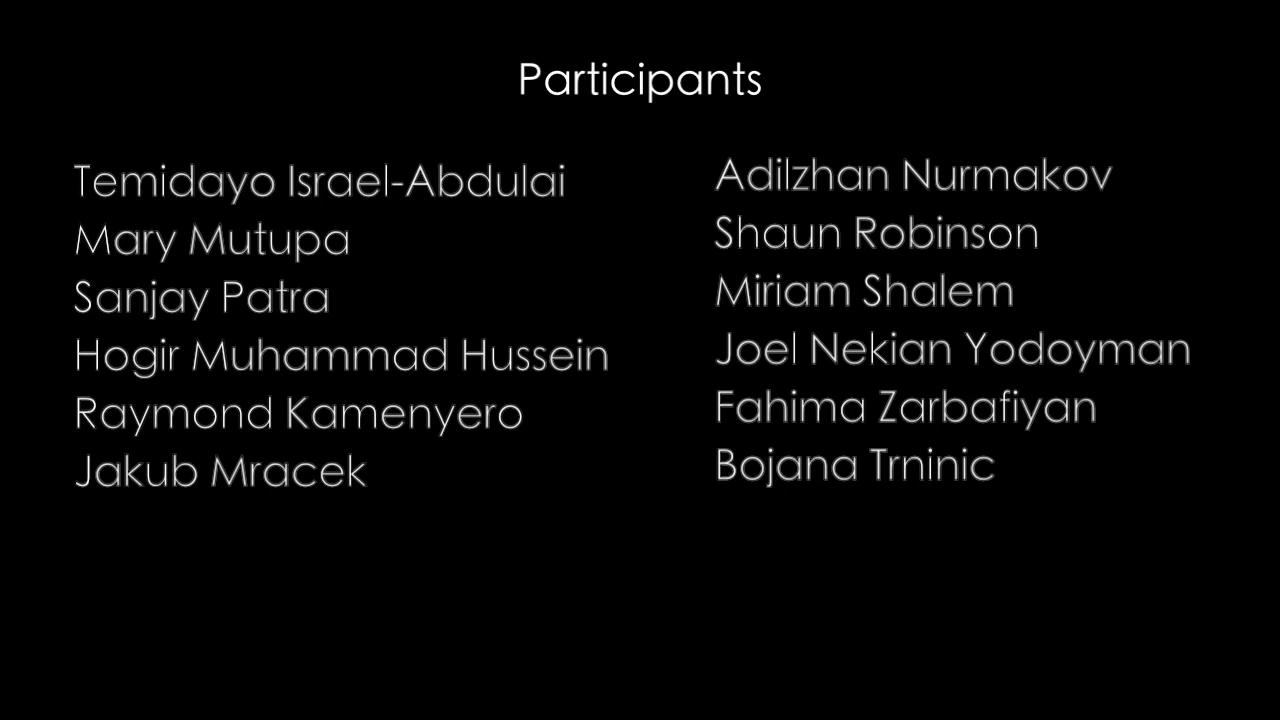 Participants
Temidayo Israel-Abdulai
Mary Mutupa
Sanjay Patra
Hogir Muhammad Hussein
Raymond Kamenyero
Jakub Mracek
Adilzhan Nurmakov
Shaun Robinson
Miriam Shalem
Joel Nekian Yodoyman
Fahima Zarbafiyan
Bojana Trninic